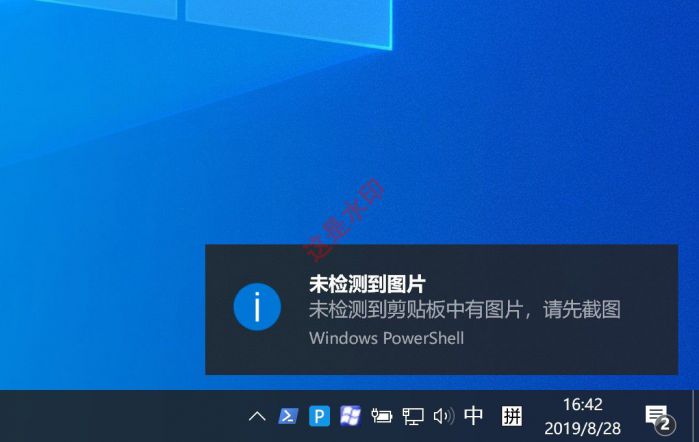 这是水印
未检测到图片
未检测到剪贴板中有图片，请先截图
Windows PowerShell
P
中
拼
16:42
2019/8/28
2